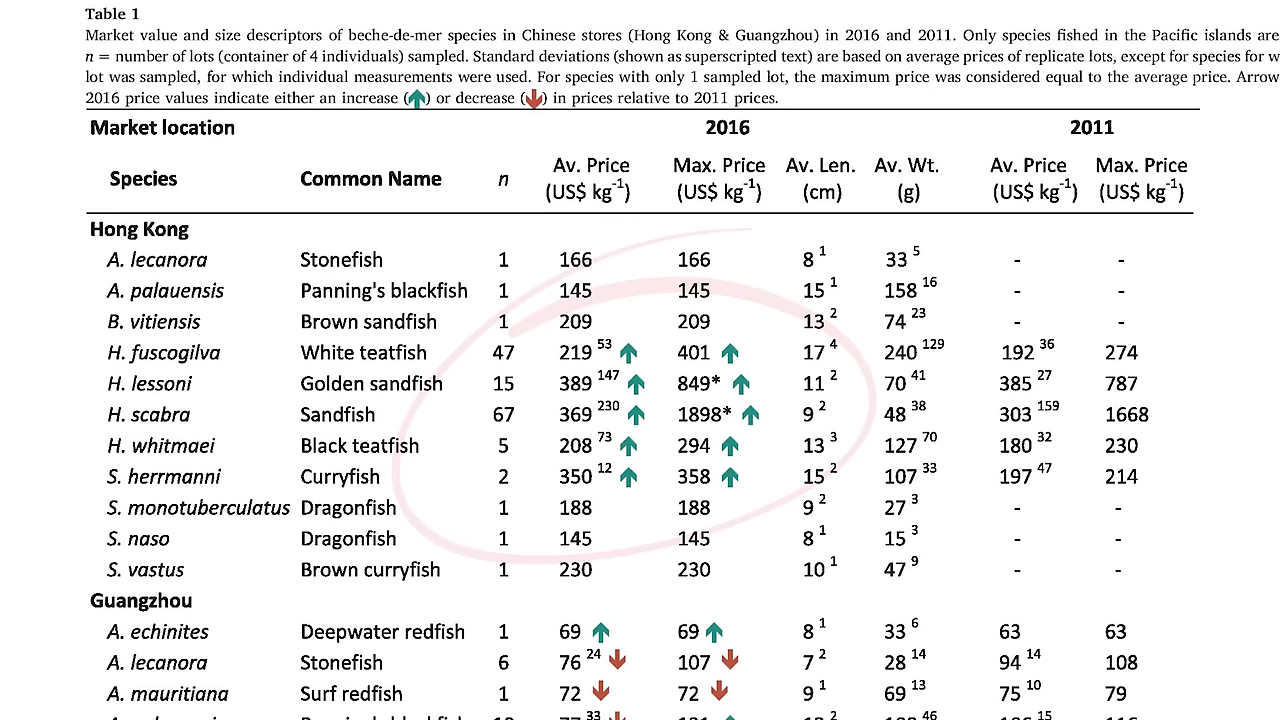 Table 1
Market value and size descriptors of beche-de-mer species in Chinese stores (Hong Kong & Guangzhou) in 2016 and 2011. Only species fished in the Pacific islands are
n = number of lots (container of 4 individuals) sampled. Standard deviations (shown as superscripted text) are based on average prices of replicate lots, except for species for w
lot was sampled, for which individual measurements were used. For species with only 1 sampled lot, the maximum price was considered equal to the average price. Arrow
2016 price values indicate either an increase (↑) or decrease (↓) in prices relative to 2011 prices.
Market location 2016 2011
Species Common Name n Av. Price (US$ kg⁻¹) Max. Price (US$ kg⁻¹) Av. Len. (cm) Av. Wt. (g) Av. Price (US$ kg⁻¹) Max. Price (US$ kg⁻¹)
Hong Kong
A. lecanora Stonefish 1 166 166 8 1 33 5 - -
A. palauensis Panning's blackfish 1 145 145 15 1 158 16 - -
B. vitiensis Brown sandfish 1 209 209 13 2 74 23 - -
H. fuscogilva White teatfish 47 219 53 ↑ 401 ↑ 17 4 240 129 192 36 274
H. lessoni Golden sandfish 15 389 147 ↑ 849* ↑ 11 2 70 41 385 27 787
H. scabra Sandfish 67 369 230 ↑ 1898* ↑ 9 2 48 38 303 159 1668
H. whitmaei Black teatfish 5 208 73 ↑ 294 ↑ 13 3 127 70 180 32 230
S. herrmanni Curryfish 2 350 12 ↑ 358 ↑ 15 2 107 33 197 47 214
S. monotuberculatus Dragonfish 1 188 188 9 2 27 3 - -
S. naso Dragonfish 1 145 145 8 1 15 3 - -
S. vastus Brown curryfish 1 230 230 10 1 47 9 - -
Guangzhou
A. echinites Deepwater redfish 1 69 ↑ 69 ↑ 8 1 33 6 63 63
A. lecanora Stonefish 6 76 24 ↓ 107 ↓ 7 2 28 14 94 14 108
A. mauritiana Surf redfish 1 72 ↓ 72 ↓ 9 1 69 13 75 10 79
33 2 46 15